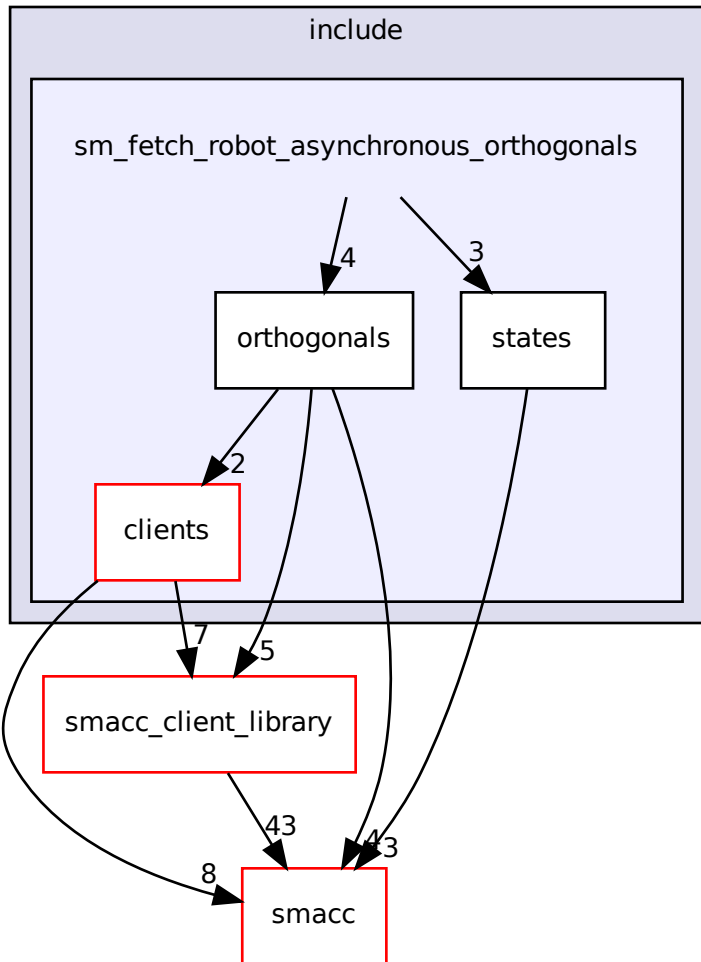 include
sm_fetch_robot_asynchronous_orthogonals
4
3
orthogonals
states
2
clients
7
5
smacc_client_library
43
4
3
8
smacc